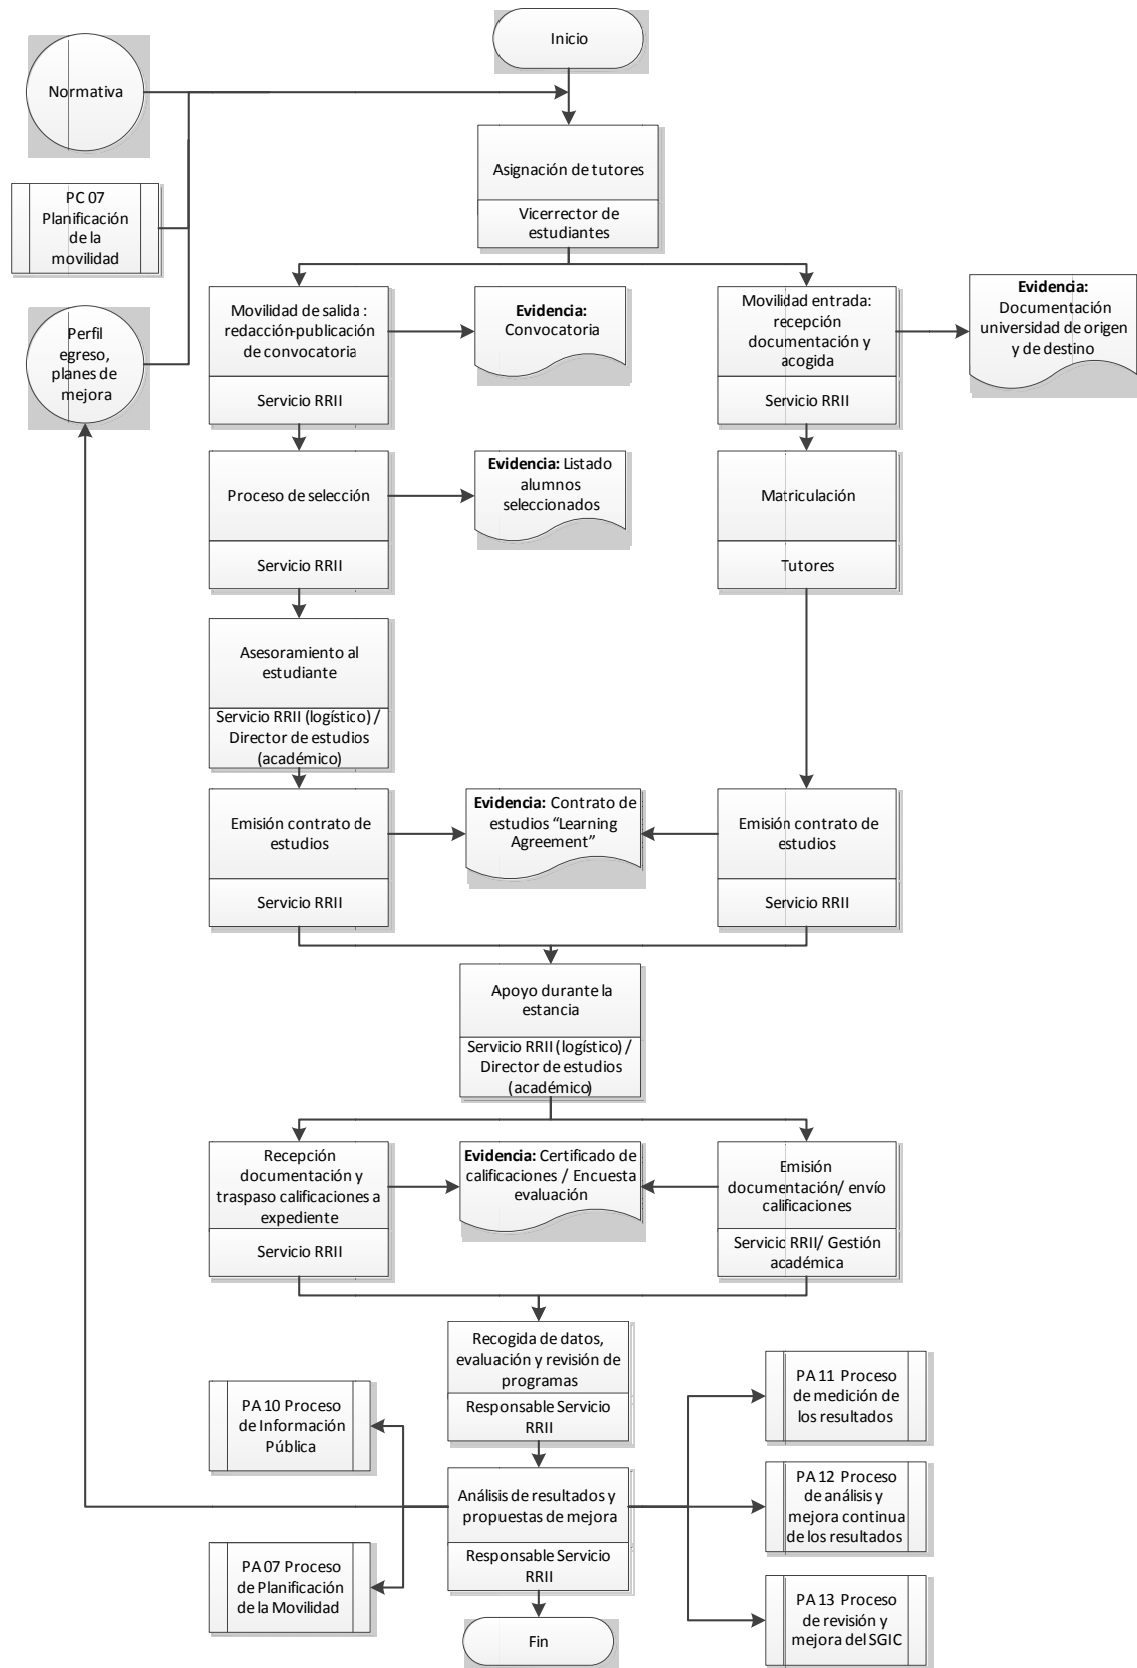 Inicio
Normativa
Asignación de tutores
Vicerrector de
estudiantes
PC 07
Planificación
de la
movilidad
Perfil
egreso,
planes de
mejora
Movilidad de salida :
redacción-publicación
de convocatoria
Servicio RRII
Evidencia:
Convocatoria
Movilidad entrada:
recepción
documentación y
acogida
Servicio RRII
Evidencia:
Documentación
universidad de origen
y de destino
Proceso de selección
Servicio RRII
Evidencia: Listado
alumnos
seleccionados
Matriculación
Tutores
Asesoramiento al
estudiante
Servicio RRII (logístico) /
Director de estudios
(académico)
Emisión contrato de
estudios
Servicio RRII
Evidencia: Contrato de
estudios “Learning
Agreement”
Emisión contrato de
estudios
Servicio RRII
Apoyo durante la
estancia
Servicio RRII (logístico) /
Director de estudios
(académico)
Recepción
documentación y
traspaso calificaciones a
expediente
Servicio RRII
Evidencia: Certificado de
calificaciones / Encuesta
evaluación
Emisión
documentación/ envío
calificaciones
Servicio RRII/ Gestión
académica
Recogida de datos,
evaluación y revisión de
programas
Responsable Servicio
RRII
PA 10 Proceso
de Información
Pública
PA 11 Proceso
de medición de
los resultados
Análisis de resultados y
propuestas de mejora
Responsable Servicio
RRII
PA 12 Proceso
de análisis y
mejora continua
de los resultados
PA 07 Proceso
de Planificación
de la Movilidad
PA 13 Proceso
de revisión y
mejora del SGIC
Fin